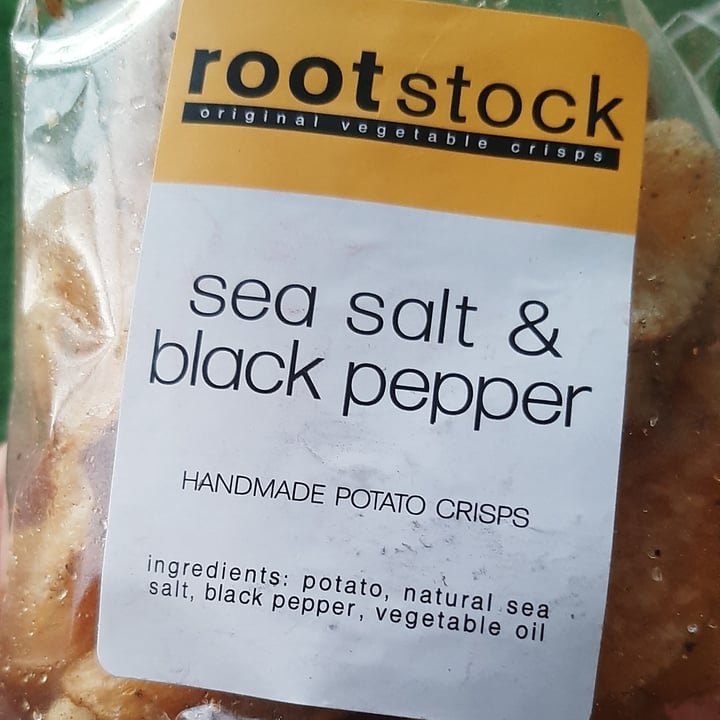 rootstock
original vegetable crisps
sea salt &
black pepper
HANDMADE POTATO CRISPS
ingredients: potato, natural sea
salt, black pepper, vegetable oil